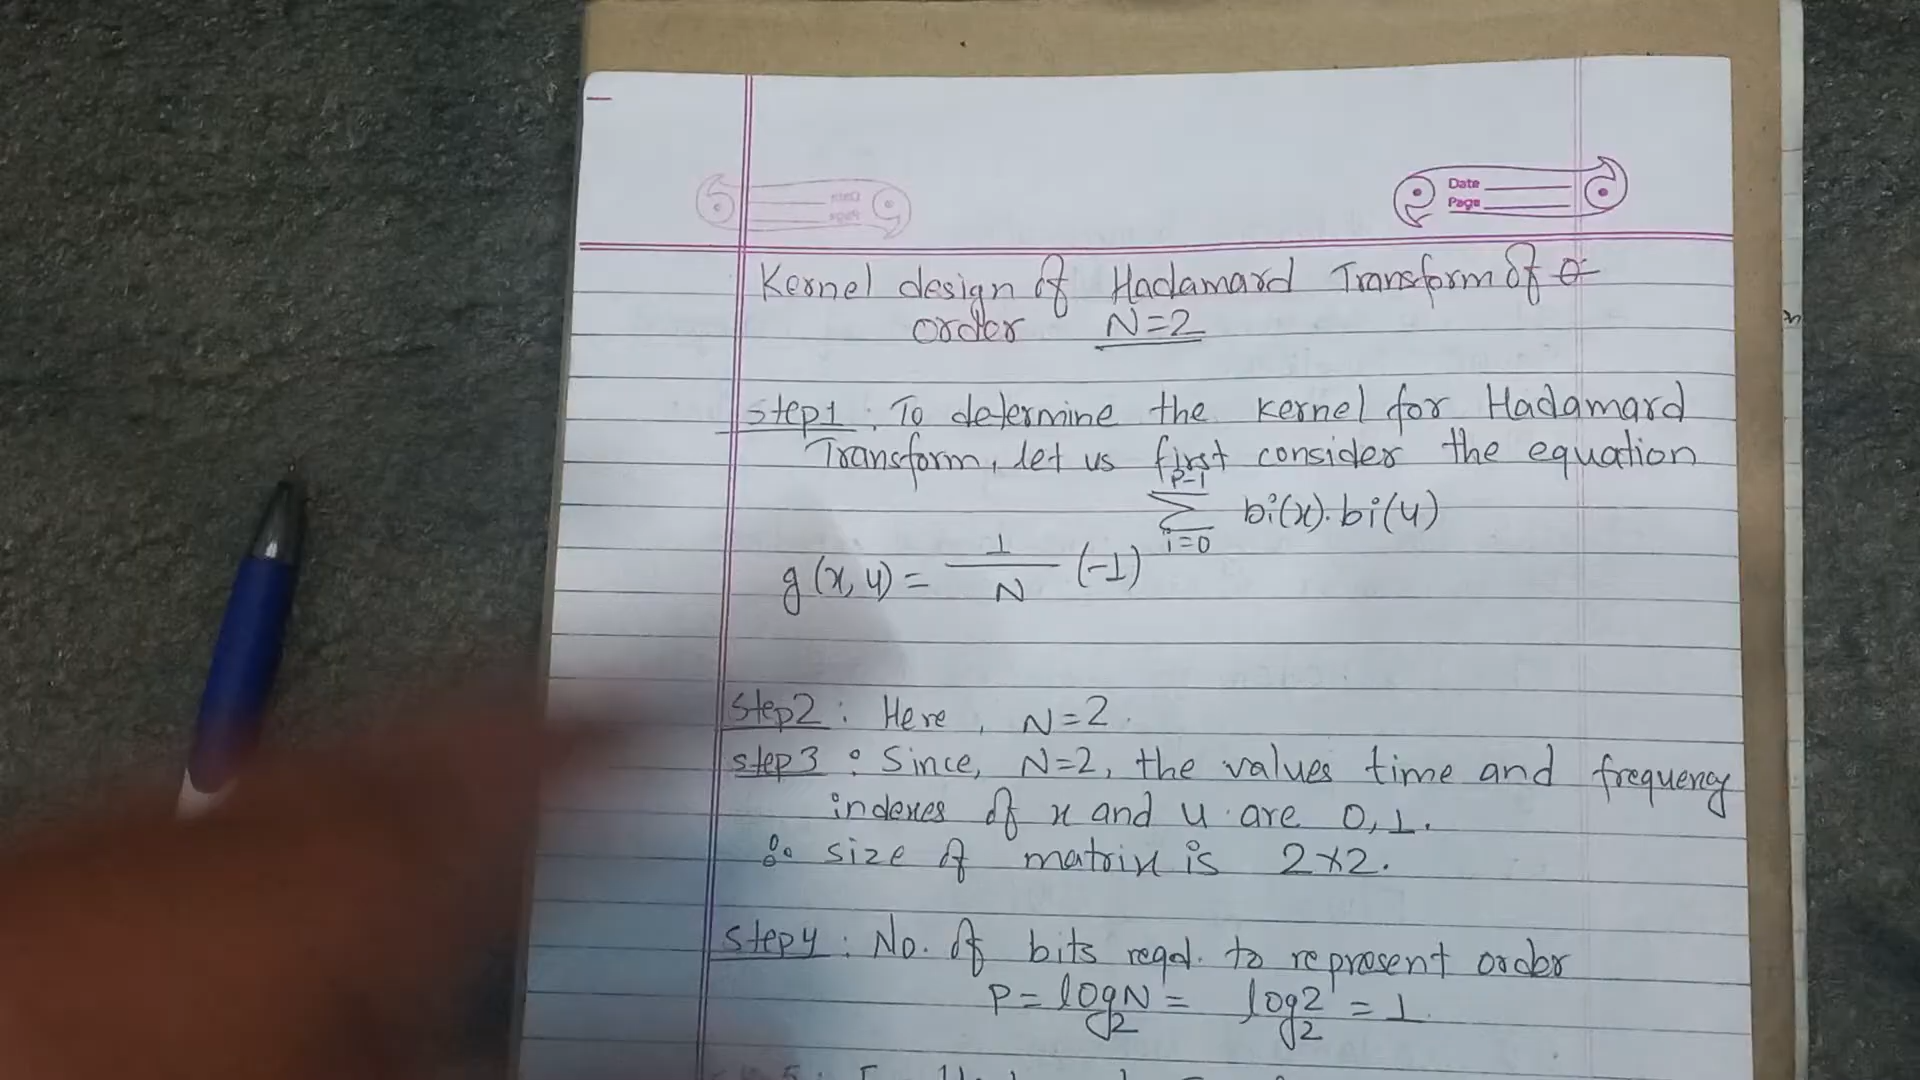 Date
Page
Kernel design of Hadamard Transform of
order N=2
Step1 : To determine the kernel for Hadamard
Transform, let us first consider the equation
g(x,u) = 1/N (-1)^{∑_{i=0}^{P-1} bi(x).bi(u)}
Step2 : Here, N=2.
Step3 : Since, N=2, the values time and frequency
indexes of x and u are 0,1.
∴ size of matrix is 2×2.
Step4 : No. of bits reqd. to represent order
P = log₂N = log₂2 = 1